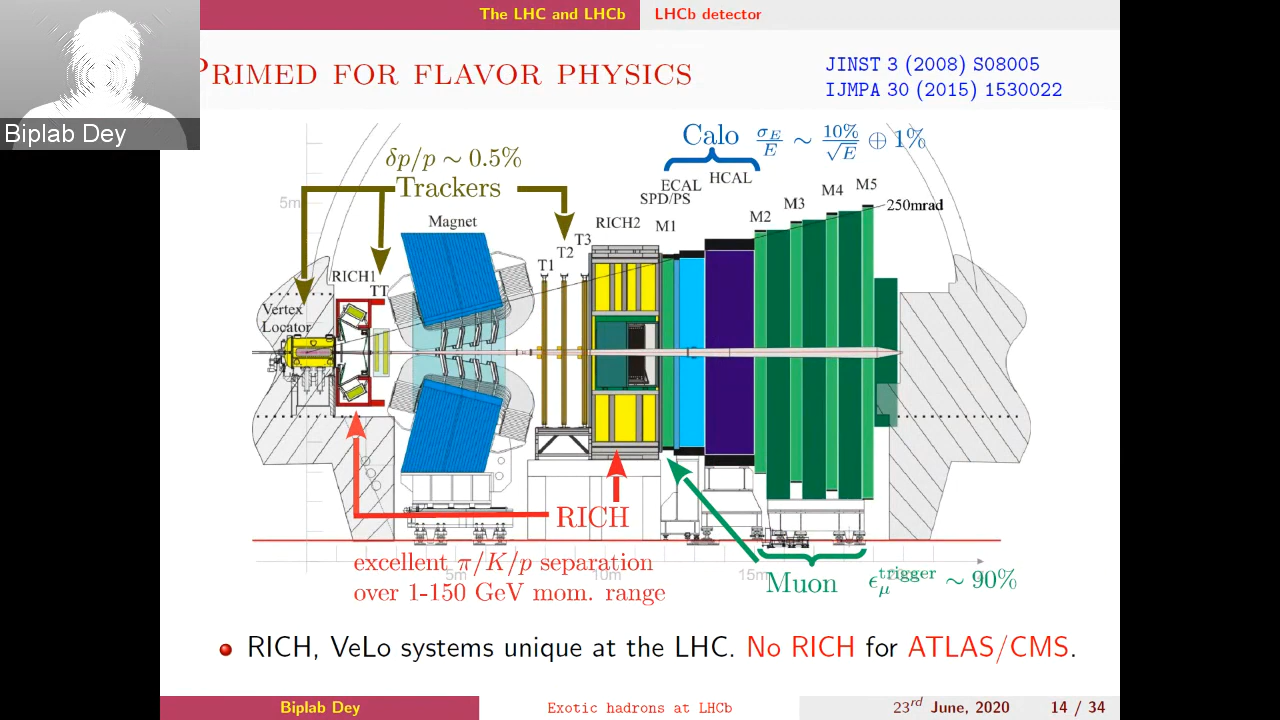 The LHC and LHCb LHCb detector
PRIMED FOR FLAVOR PHYSICS
JINST 3 (2008) S08005
IJMPA 30 (2015) 1530022
Biplab Dey
Calo σ_E/E ~ 10%/√E ⊕ 1%
δp/p ~ 0.5%
Trackers
ECAL HCAL
SPD/PS
M1 M2 M3 M4 M5
250mrad
5m
Magnet
RICH2
T1 T2 T3
RICH1
TT
Vertex
Locator
RICH
excellent π/K/p separation
over 1-150 GeV mom. range
5m 10m 15m
Muon ϵ_μ^trigger ~ 90%
RICH, VeLo systems unique at the LHC. No RICH for ATLAS/CMS.
Biplab Dey Exotic hadrons at LHCb 23rd June, 2020 14 / 34